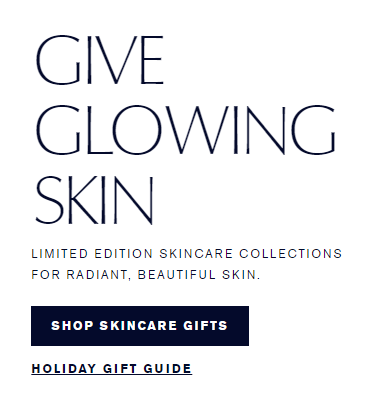 GIVE
GLOWING
SKIN
LIMITED EDITION SKINCARE COLLECTIONS
FOR RADIANT, BEAUTIFUL SKIN.
SHOP SKINCARE GIFTS
HOLIDAY GIFT GUIDE